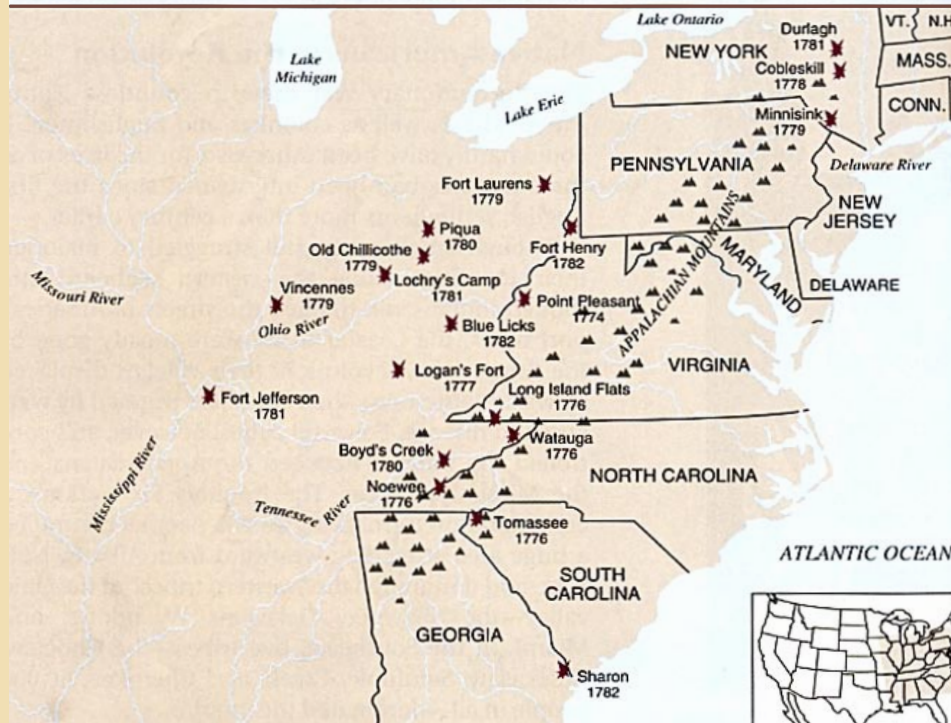 Lake Ontario
Lake
Michigan
Lake Erie
NEW YORK
Durlagh
1781
Cobleskill
1778
VT.
N.H
MASS.
CONN.
Minnisink
1779
PENNSYLVANIA
Delaware River
NEW
JERSEY
Fort Laurens
1779
Piqua
1780
Fort Henry
1782
Old Chillicothe
1779
Lochry's Camp
1781
APPALACHIAN MOUNTAINS
MARYLAND
DELAWARE
Missouri River
Vincennes
1779
Ohio River
Point Pleasant
1774
Blue Licks
1782
VIRGINIA
Logan's Fort
1777
Long Island Flats
1776
Fort Jefferson
1781
Watauga
1776
Boyd's Creek
1780
NORTH CAROLINA
Noewee
1776
Mississippi River
Tennessee River
Tomassee
1776
ATLANTIC OCEAN
SOUTH
CAROLINA
GEORGIA
Sharon
1782